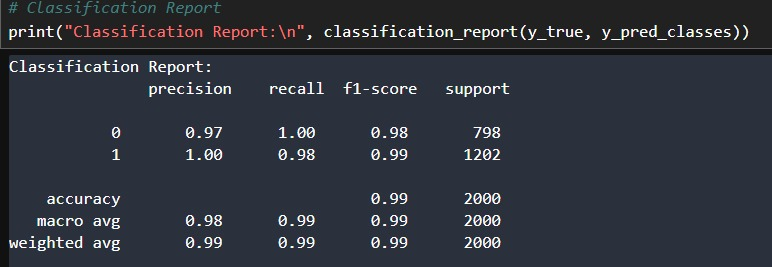 # Classification Report
print("Classification Report:\n", classification_report(y_true, y_pred_classes))
Classification Report:
precision recall f1-score support
0 0.97 1.00 0.98 798
1 1.00 0.98 0.99 1202
accuracy 0.99 2000
macro avg 0.98 0.99 0.99 2000
weighted avg 0.99 0.99 0.99 2000